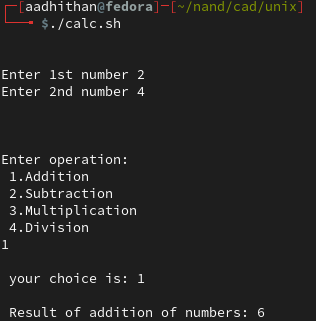 [aadhithan@fedora]-[~/nand/cad/unix]
$./calc.sh
Enter 1st number 2
Enter 2nd number 4
Enter operation:
1.Addition
2.Subtraction
3.Multiplication
4.Division
1
your choice is: 1
Result of addition of numbers: 6